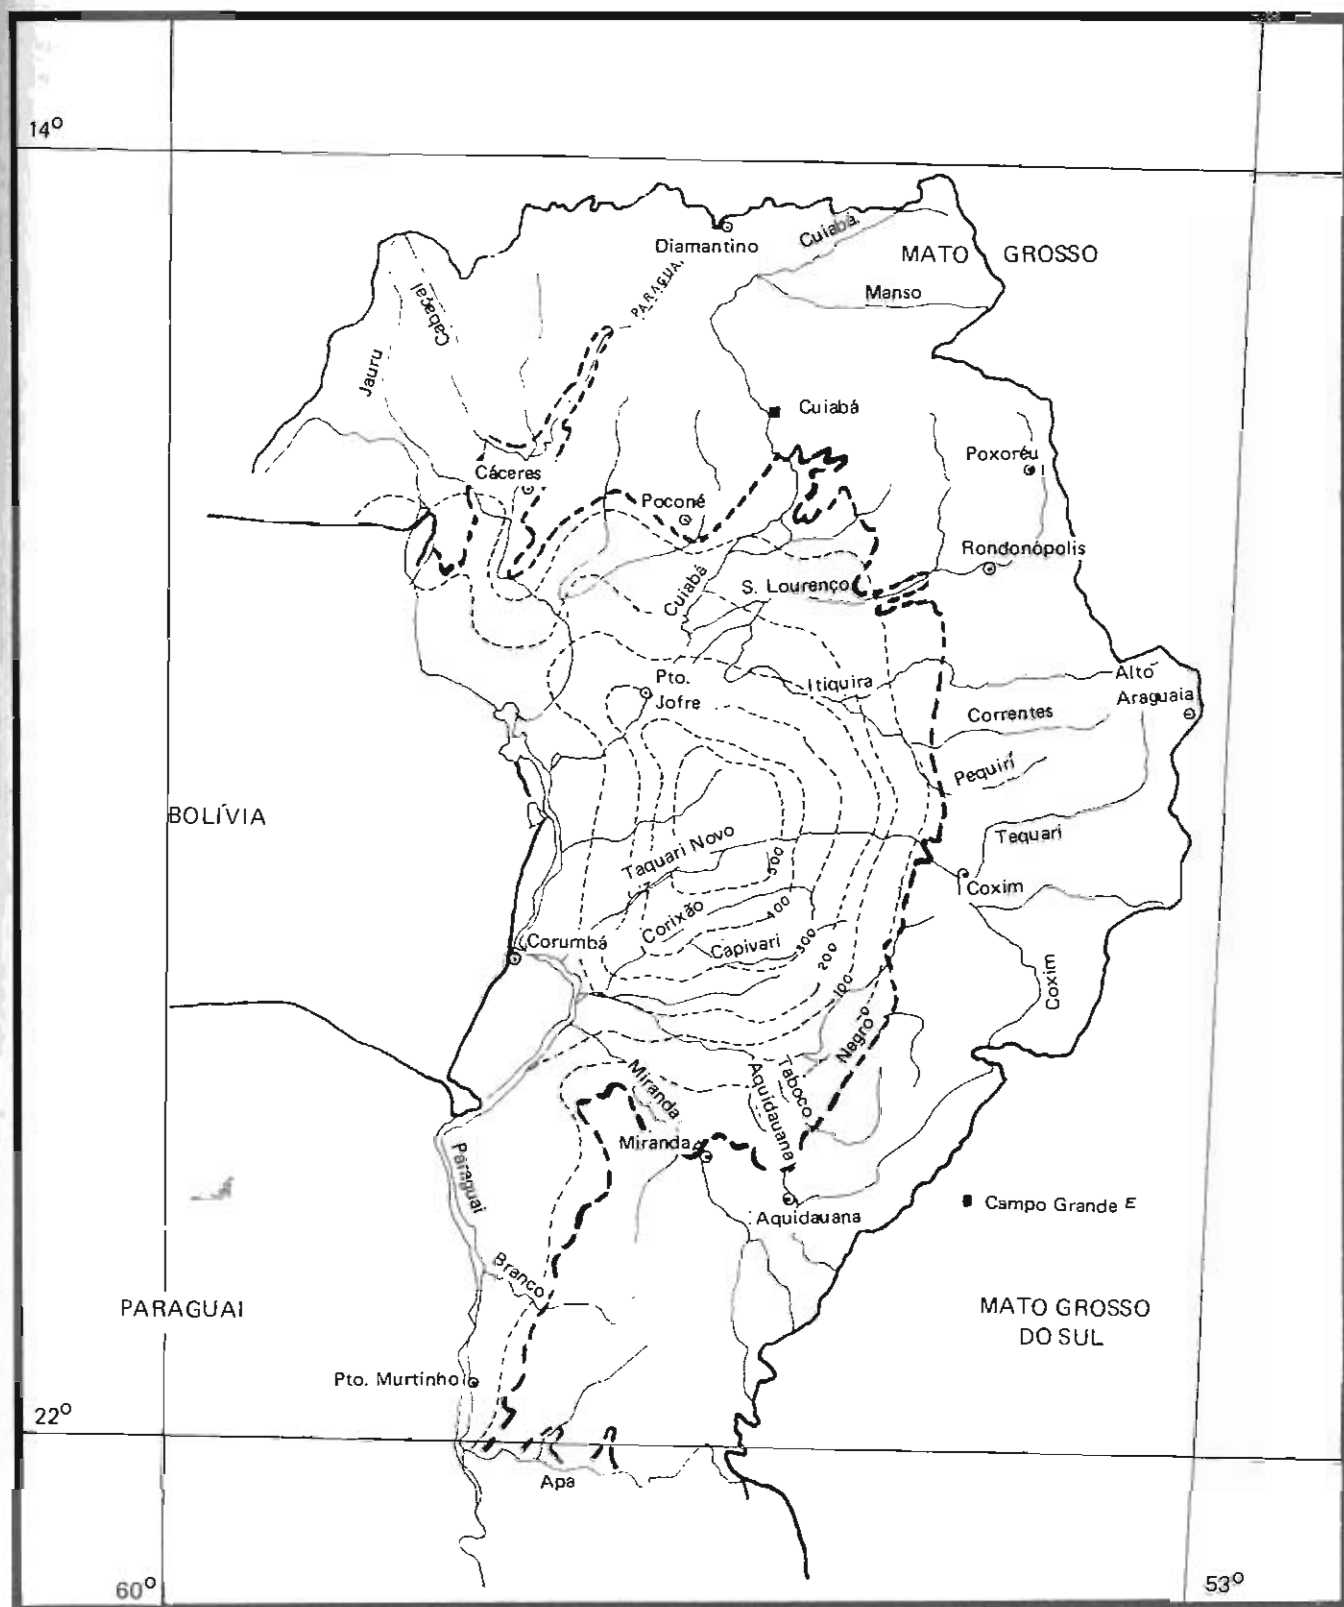 14°
Diamantino
Cuiabá
MATO GROSSO
PARAGUAI
Manso
Cabaçal
Jauru
Cuiabá
Cáceres
Poxoréu
Poconé
Rondonópolis
Cuiabá
S. Lourenço
Pto.
Jofre
Itiquira
Alto
Araguaia
Correntes
Pequirí
BOLÍVIA
Taquari Novo
Tequari
500
Coxim
Corixão
400
Corumbá
Capivari
300
200
100
Coxim
Negro
Miranda
Taboco
Aquidauana
Miranda
Paraguai
Aquidauana
Campo Grande E
Branco
PARAGUAI
MATO GROSSO
DO SUL
Pto. Murtinho
22°
Apa
60°
53°